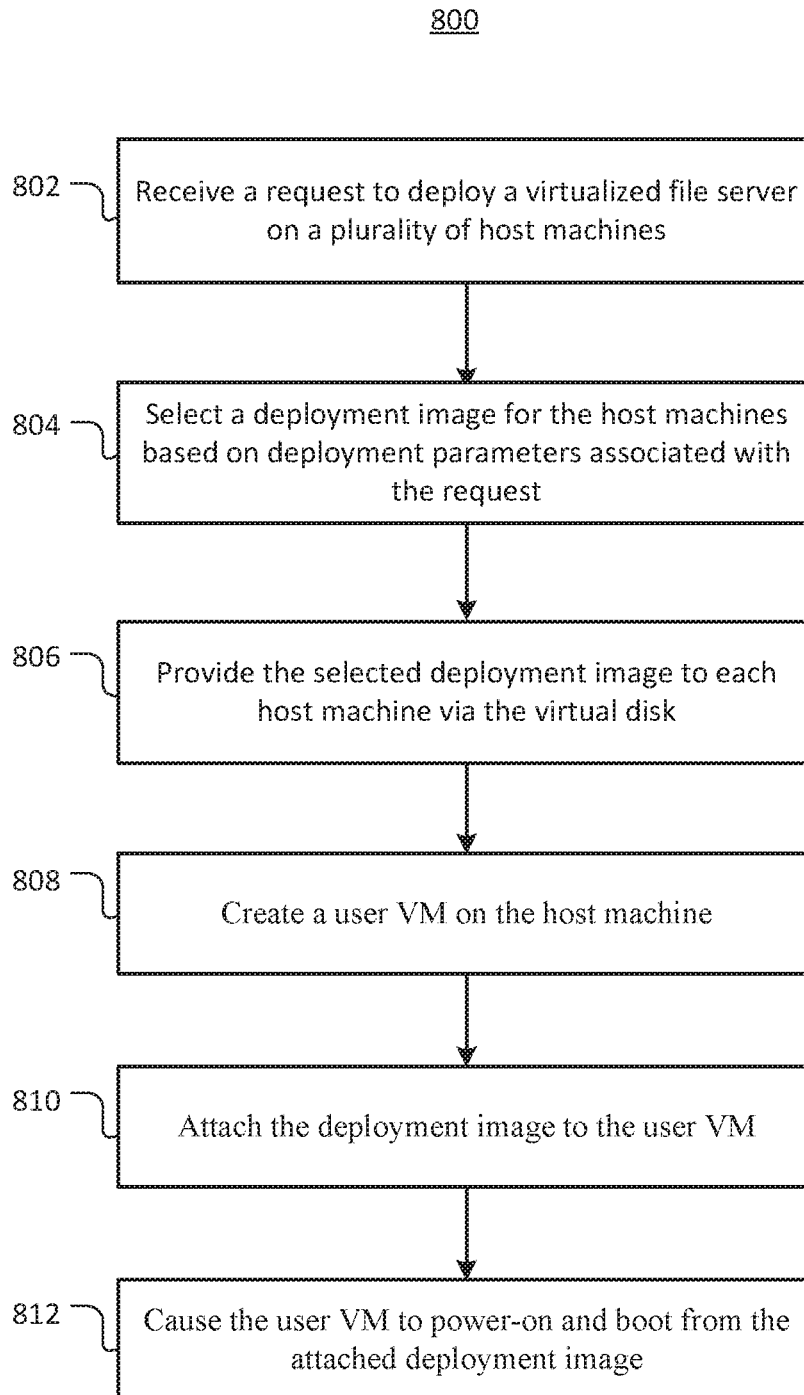 800
802
Receive a request to deploy a virtualized file server
on a plurality of host machines
804
Select a deployment image for the host machines
based on deployment parameters associated with
the request
806
Provide the selected deployment image to each
host machine via the virtual disk
808
Create a user VM on the host machine
810
Attach the deployment image to the user VM
812
Cause the user VM to power-on and boot from the
attached deployment image